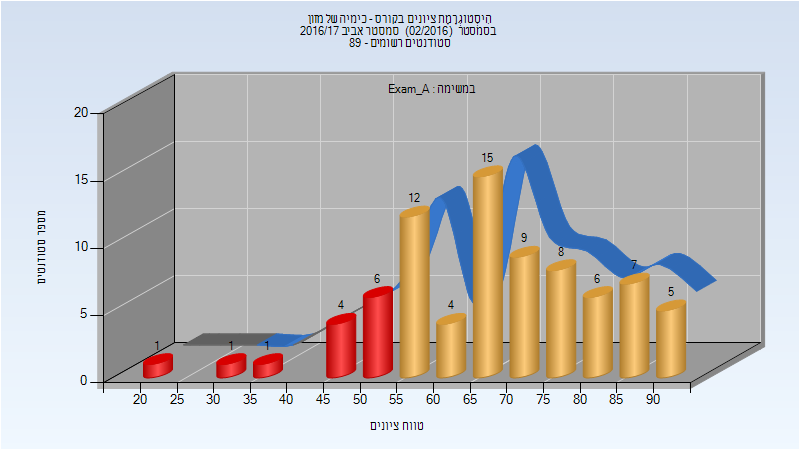 היסטוגרמת ציונים בקורס - כימיה של מזון
בסמסטר (02/2016) סמסטר אביב 2016/17
סטודנטים רשומים - 89
במשימה : Exam_A
מספר סטודנטים
20
15
10
5
0
1
1
1
4
6
12
4
15
9
8
6
7
5
20 25 30 35 40 45 50 55 60 65 70 75 80 85 90
טווח ציונים